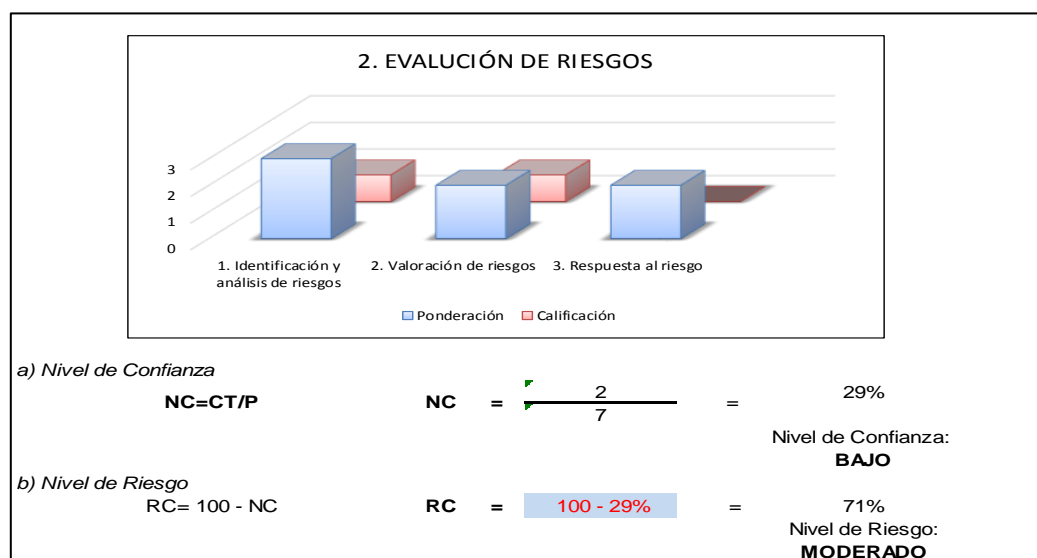 2. EVALUCIÓN DE RIESGOS
3
2
1
0
1. Identificación y
análisis de riesgos
2. Valoración de riesgos
3. Respuesta al riesgo
Ponderación
Calificación
a) Nivel de Confianza
NC=CT/P
NC =
2
7
=
29%
Nivel de Confianza:
BAJO
b) Nivel de Riesgo
RC= 100 - NC
RC =
100 - 29%
=
71%
Nivel de Riesgo:
MODERADO